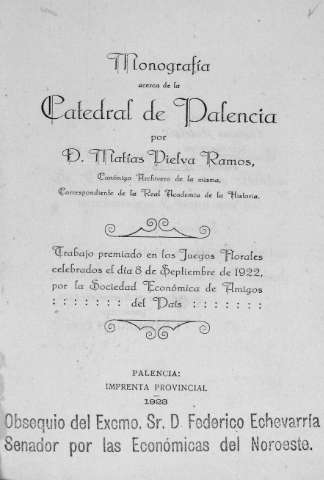 Monografía
acerca de la
Catedral de Palencia
por
D. Matías Vielva Ramos,
Canónigo Archivero de la misma,
Correspondiente de la Real Academia de la Historia.
Trabajo premiado en los Juegos Florales
celebrados el día 8 de Septiembre de 1922,
por la Sociedad Económica de Amigos
: : : : : : : del País : : : : : : :
PALENCIA:
IMPRENTA PROVINCIAL
1923
Obsequio del Excmo. Sr. D. Federico Echevarría
Senador por las Económicas del Noroeste.